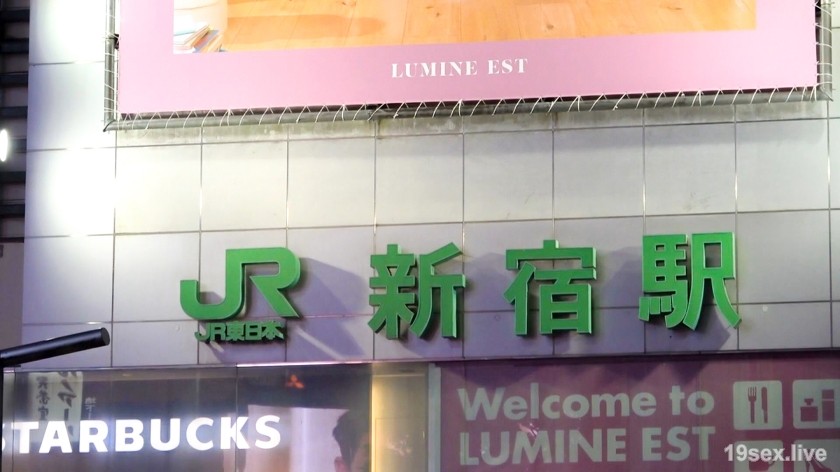 LUMINE EST
JR 新宿駅
JR東日本
STARBUCKS
Welcome to
LUMINE EST
19sex.live